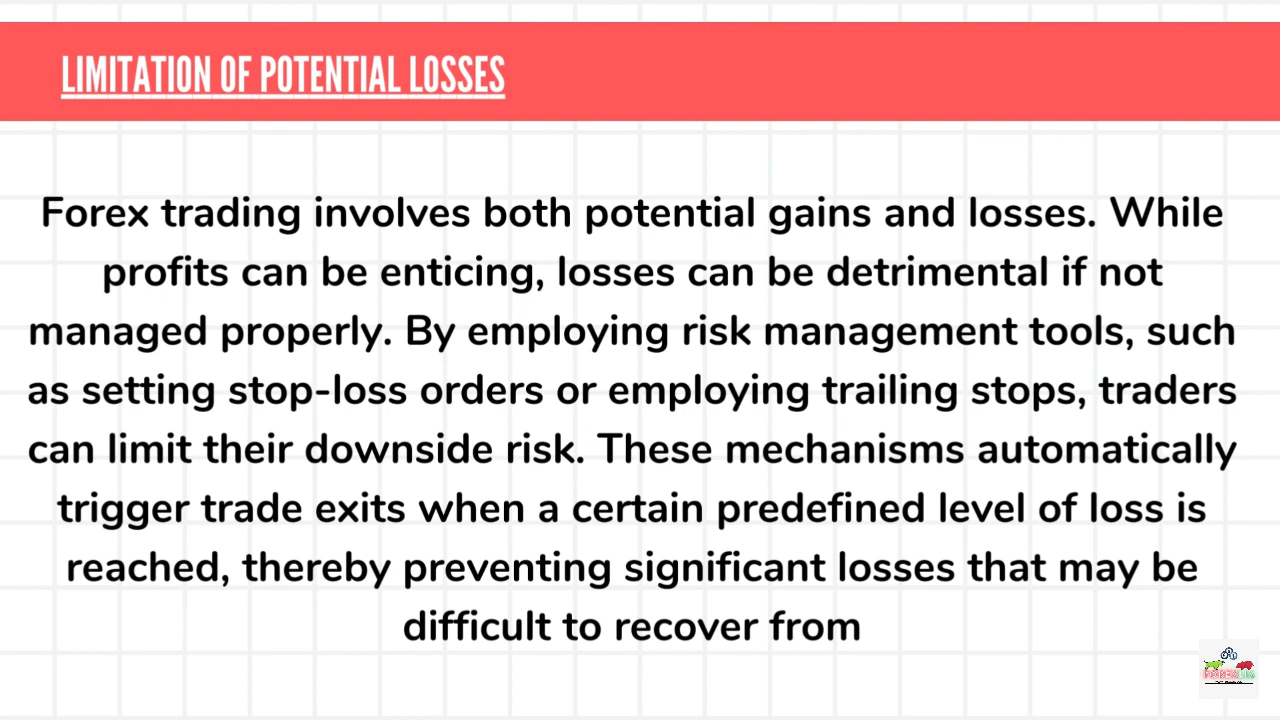 LIMITATION OF POTENTIAL LOSSES
Forex trading involves both potential gains and losses. While
profits can be enticing, losses can be detrimental if not
managed properly. By employing risk management tools, such
as setting stop-loss orders or employing trailing stops, traders
can limit their downside risk. These mechanisms automatically
trigger trade exits when a certain predefined level of loss is
reached, thereby preventing significant losses that may be
difficult to recover from